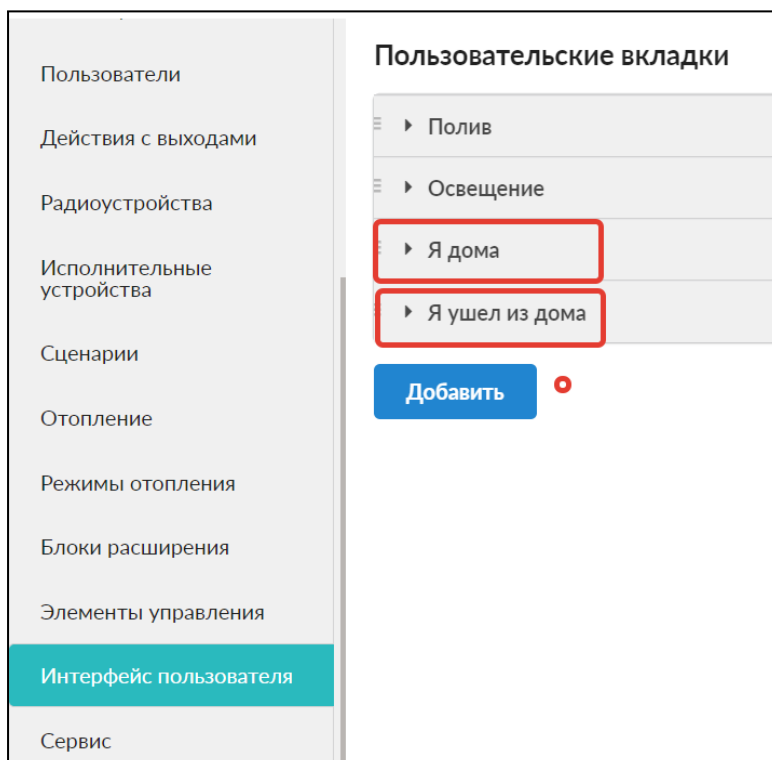 Пользователи
Действия с выходами
Радиоустройства
Исполнительные
устройства
Сценарии
Отопление
Режимы отопления
Блоки расширения
Элементы управления
Интерфейс пользователя
Сервис
Пользовательские вкладки
Полив
Освещение
Я дома
Я ушел из дома
Добавить